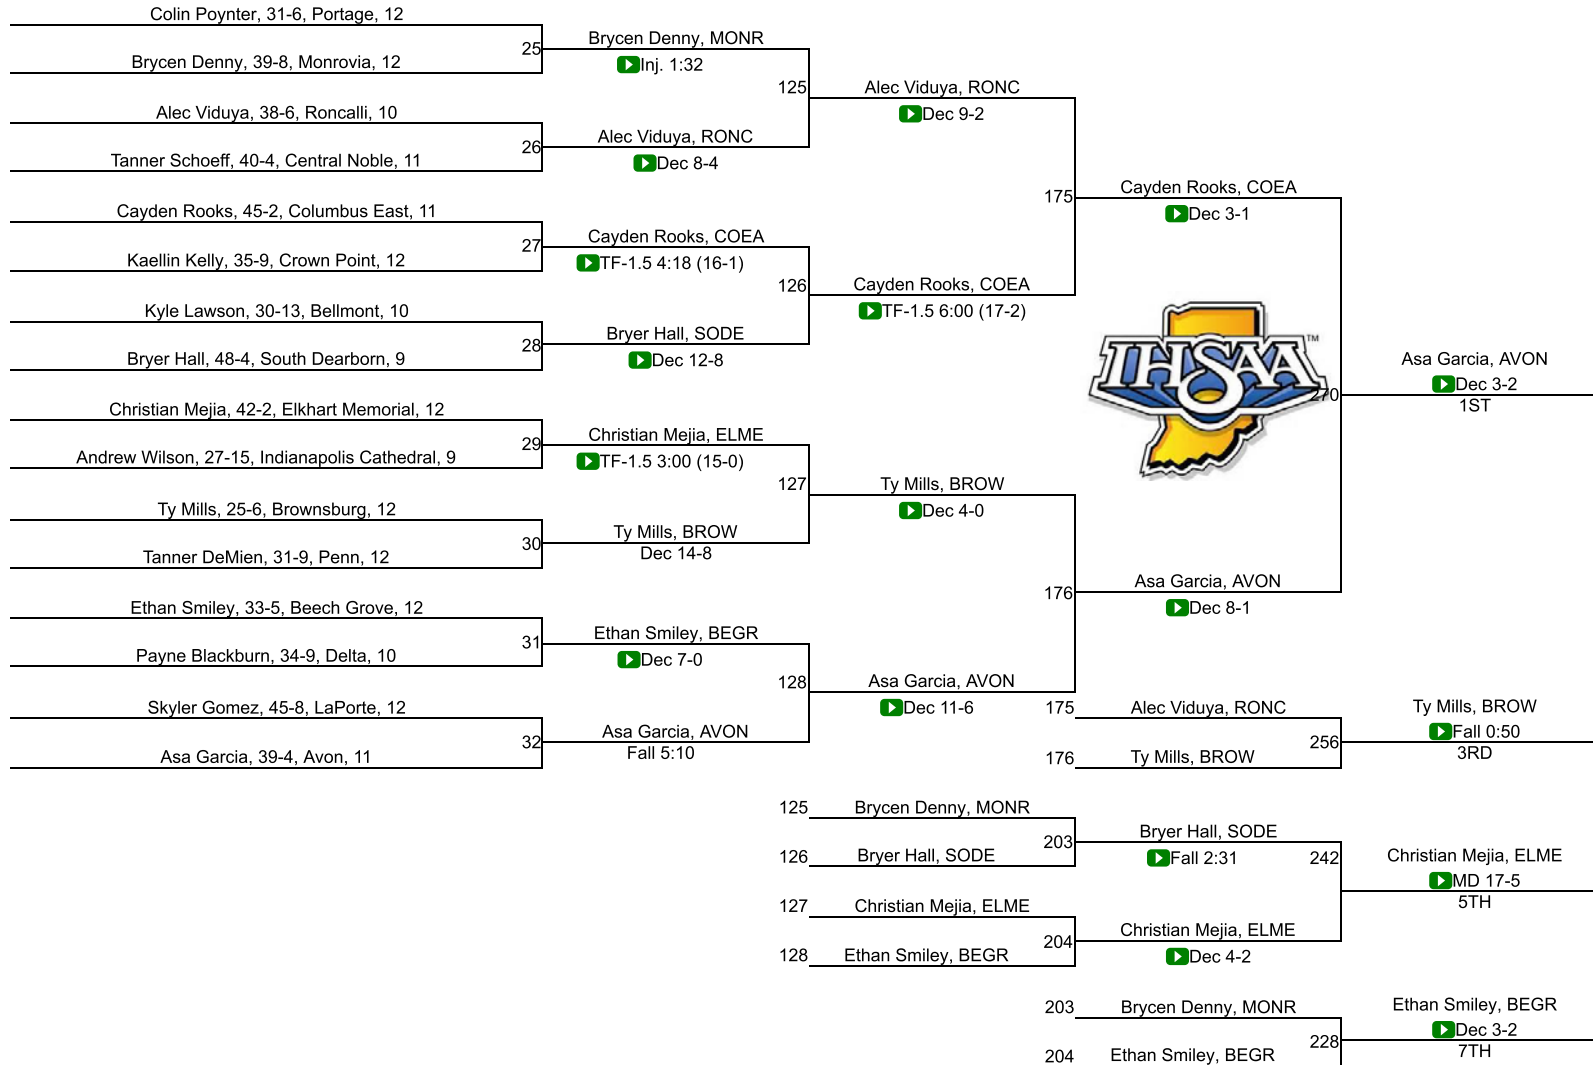 Colin Poynter, 31-6, Portage, 12
25
Brycen Denny, 39-8, Monrovia, 12
Brycen Denny, MONR
Inj. 1:32
125
Alec Viduya, 38-6, Roncalli, 10
26
Tanner Schoeff, 40-4, Central Noble, 11
Alec Viduya, RONC
Dec 8-4
Alec Viduya, RONC
Dec 9-2
175
Cayden Rooks, 45-2, Columbus East, 11
27
Kaellin Kelly, 35-9, Crown Point, 12
Cayden Rooks, COEA
TF-1.5 4:18 (16-1)
126
Kyle Lawson, 30-13, Bellmont, 10
28
Bryer Hall, 48-4, South Dearborn, 9
Bryer Hall, SODE
Dec 12-8
Cayden Rooks, COEA
TF-1.5 6:00 (17-2)
Cayden Rooks, COEA
Dec 3-1
IHSAA™
270
Asa Garcia, AVON
Dec 3-2
1ST
Christian Mejia, 42-2, Elkhart Memorial, 12
29
Andrew Wilson, 27-15, Indianapolis Cathedral, 9
Christian Mejia, ELME
TF-1.5 3:00 (15-0)
127
Ty Mills, 25-6, Brownsburg, 12
30
Tanner DeMien, 31-9, Penn, 12
Ty Mills, BROW
Dec 14-8
Ty Mills, BROW
Dec 4-0
176
Asa Garcia, AVON
Dec 8-1
Ethan Smiley, 33-5, Beech Grove, 12
31
Payne Blackburn, 34-9, Delta, 10
Ethan Smiley, BEGR
Dec 7-0
128
Skyler Gomez, 45-8, LaPorte, 12
32
Asa Garcia, 39-4, Avon, 11
Asa Garcia, AVON
Fall 5:10
Asa Garcia, AVON
Dec 11-6
175
Alec Viduya, RONC
176
Ty Mills, BROW
256
Ty Mills, BROW
Fall 0:50
3RD
125
Brycen Denny, MONR
126
Bryer Hall, SODE
203
Bryer Hall, SODE
Fall 2:31
242
127
Christian Mejia, ELME
128
Ethan Smiley, BEGR
204
Christian Mejia, ELME
Dec 4-2
Christian Mejia, ELME
MD 17-5
5TH
203
Brycen Denny, MONR
204
Ethan Smiley, BEGR
228
Ethan Smiley, BEGR
Dec 3-2
7TH